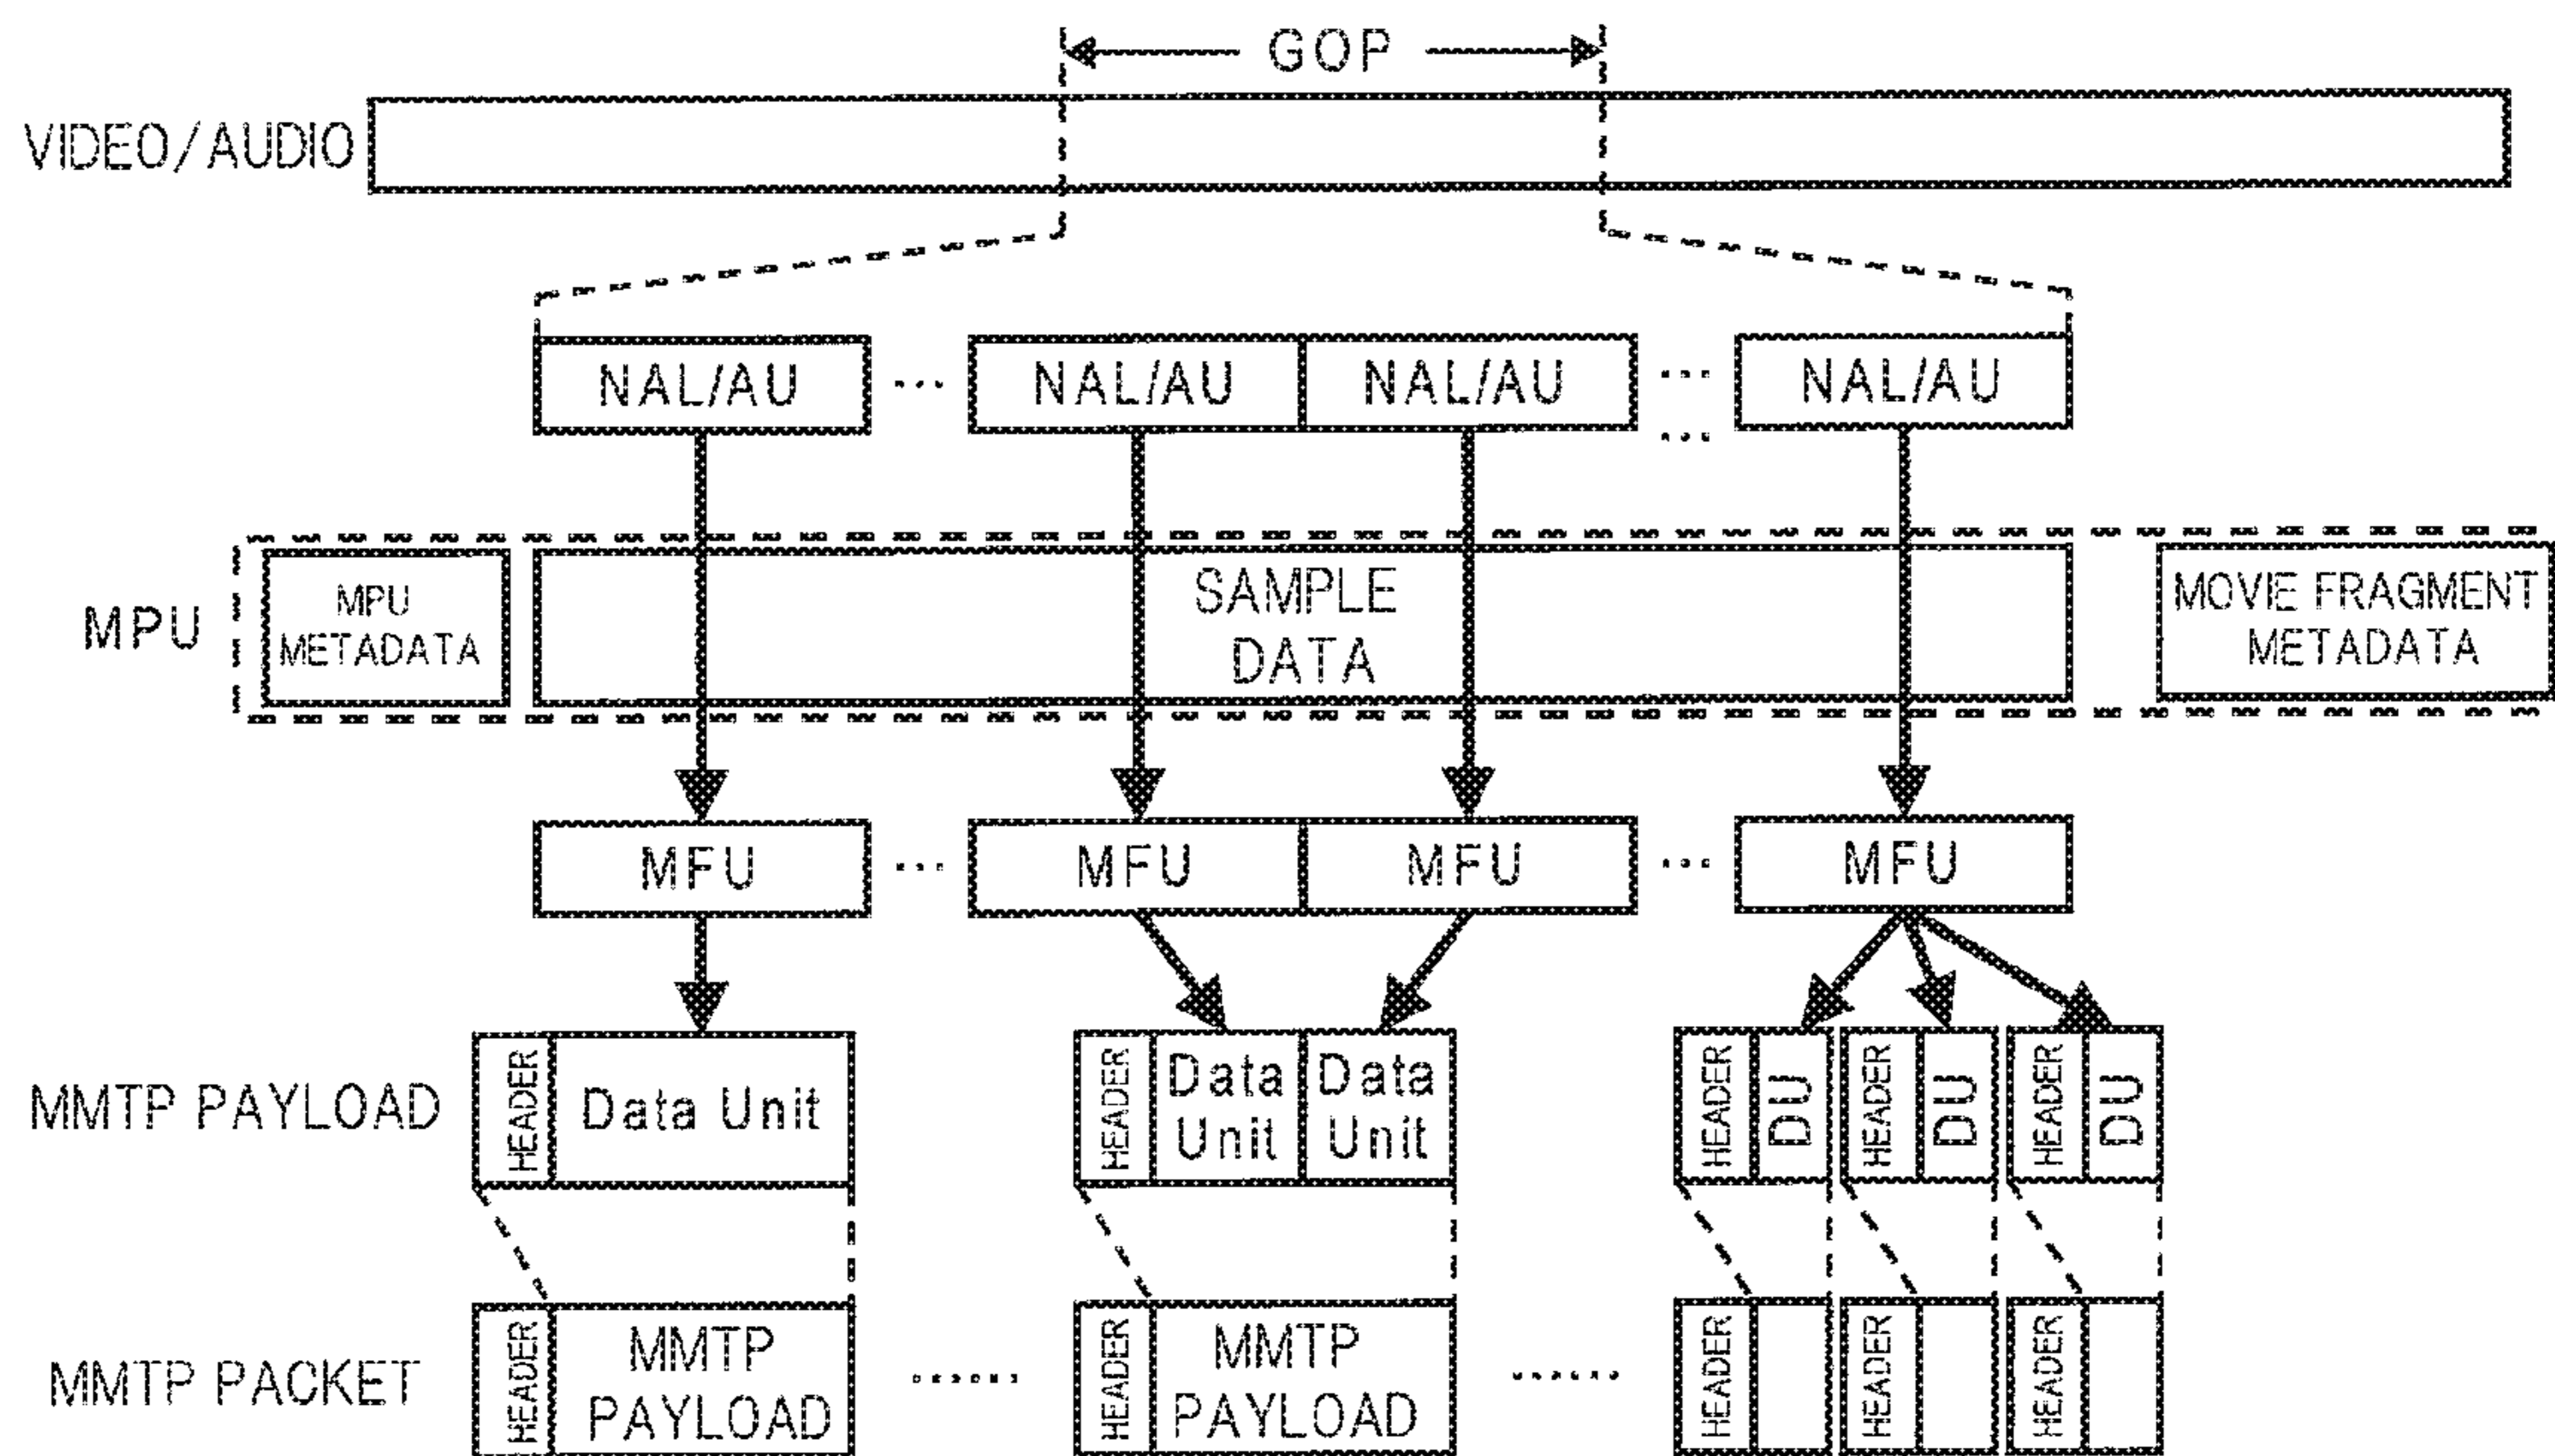 GOP
VIDEO/AUDIO
NAL/AU ... NAL/AU NAL/AU ... NAL/AU
...
MPU
MPU
METADATA
SAMPLE
DATA
MOVIE FRAGMENT
METADATA
MFU ... MFU MFU ... MFU
MMTP PAYLOAD
HEADER
Data Unit
HEADER
Data
Unit
Data
Unit
HEADER
DU
HEADER
DU
HEADER
DU
MMTP PACKET
HEADER
MMTP
PAYLOAD
......
HEADER
MMTP
PAYLOAD
......
HEADER
HEADER
HEADER